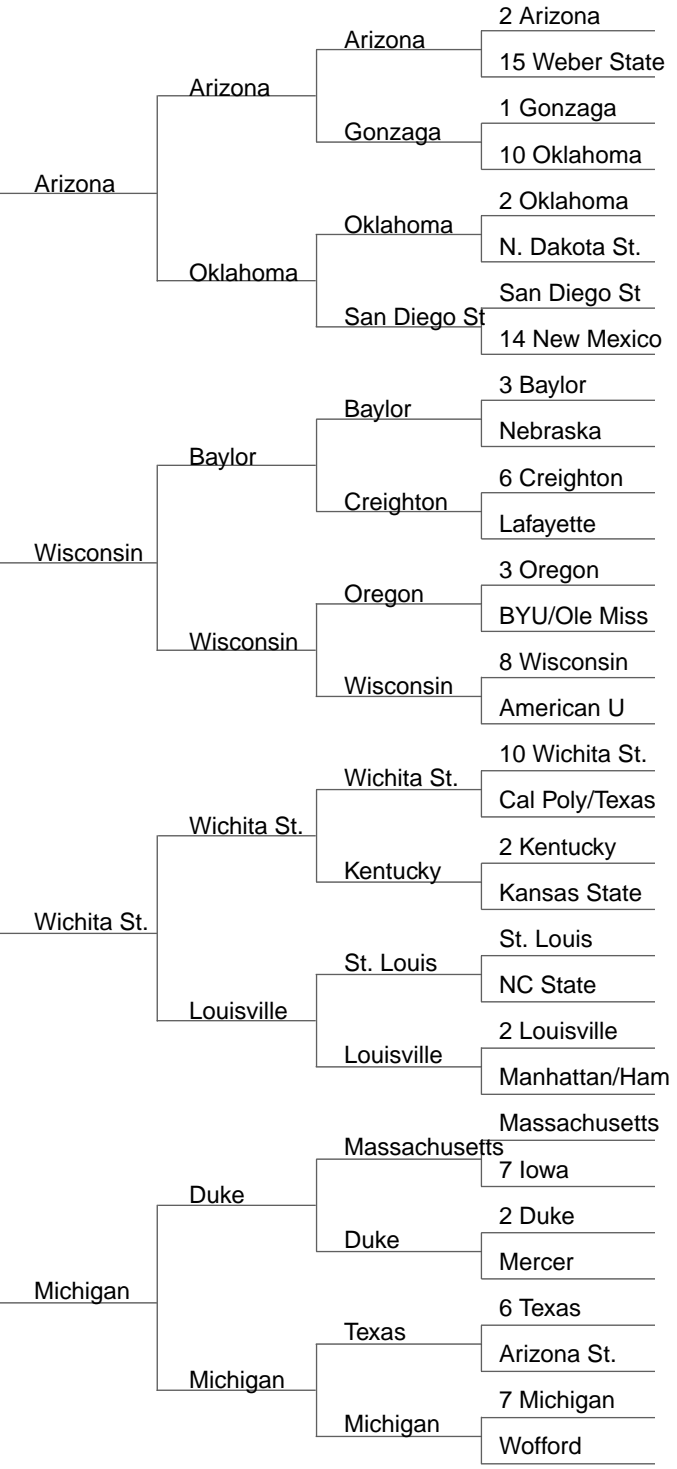 2 Arizona
Arizona
15 Weber State
Arizona
1 Gonzaga
Gonzaga
10 Oklahoma
Arizona
2 Oklahoma
Oklahoma
N. Dakota St.
Oklahoma
San Diego St
San Diego St
14 New Mexico
3 Baylor
Baylor
Nebraska
Baylor
6 Creighton
Creighton
Lafayette
Wisconsin
3 Oregon
Oregon
BYU/Ole Miss
Wisconsin
8 Wisconsin
Wisconsin
American U
10 Wichita St.
Wichita St.
Cal Poly/Texas
Wichita St.
2 Kentucky
Kentucky
Kansas State
Wichita St.
St. Louis
St. Louis
NC State
Louisville
2 Louisville
Louisville
Manhattan/Ham
Massachusetts
Massachusetts
7 Iowa
Duke
2 Duke
Duke
Mercer
Michigan
6 Texas
Texas
Arizona St.
Michigan
7 Michigan
Michigan
Wofford